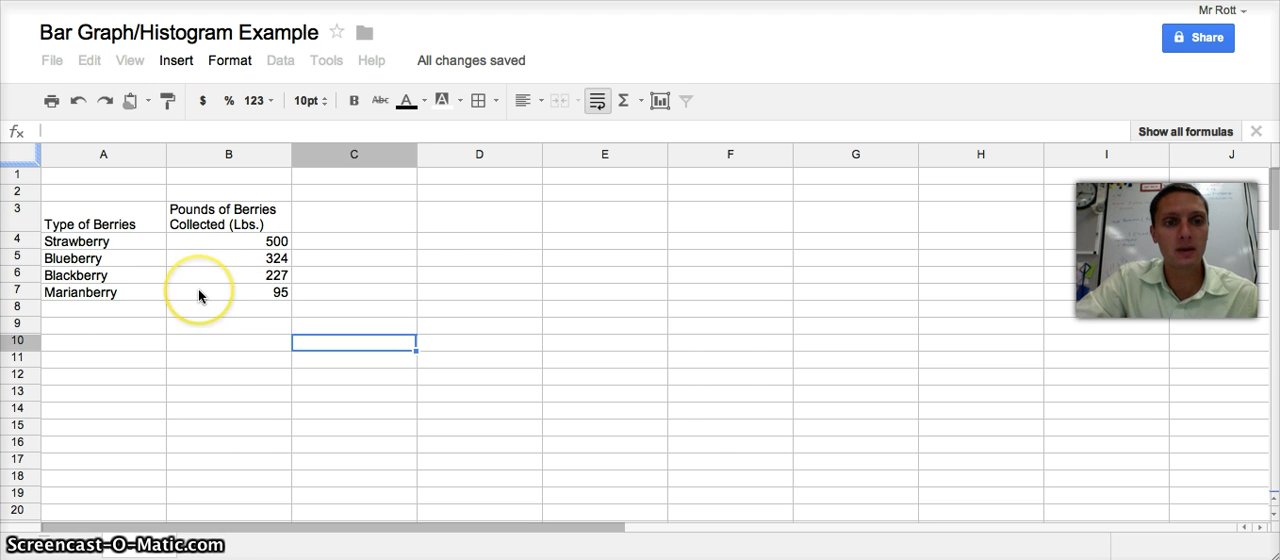 Mr Rott
Bar Graph/Histogram Example
Share
File Edit View Insert Format Data Tools Help All changes saved
$ % 123 10pt B Abc A A Σ
fx Show all formulas
A B C D E F G H I J
1
2
3 Type of Berries Pounds of Berries
Collected (Lbs.)
4 Strawberry 500
5 Blueberry 324
6 Blackberry 227
7 Marianberry 95
8
9
10
11
12
13
14
15
16
17
18
19
20
Screencast-O-Matic.com